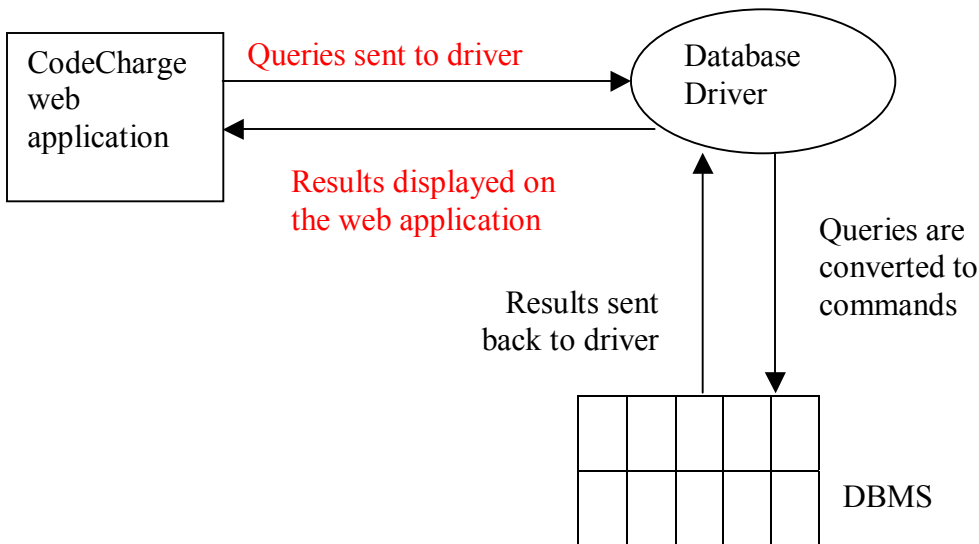 CodeCharge
web
application
Queries sent to driver
Database
Driver
Results displayed on
the web application
Queries are
converted to
commands
Results sent
back to driver
DBMS